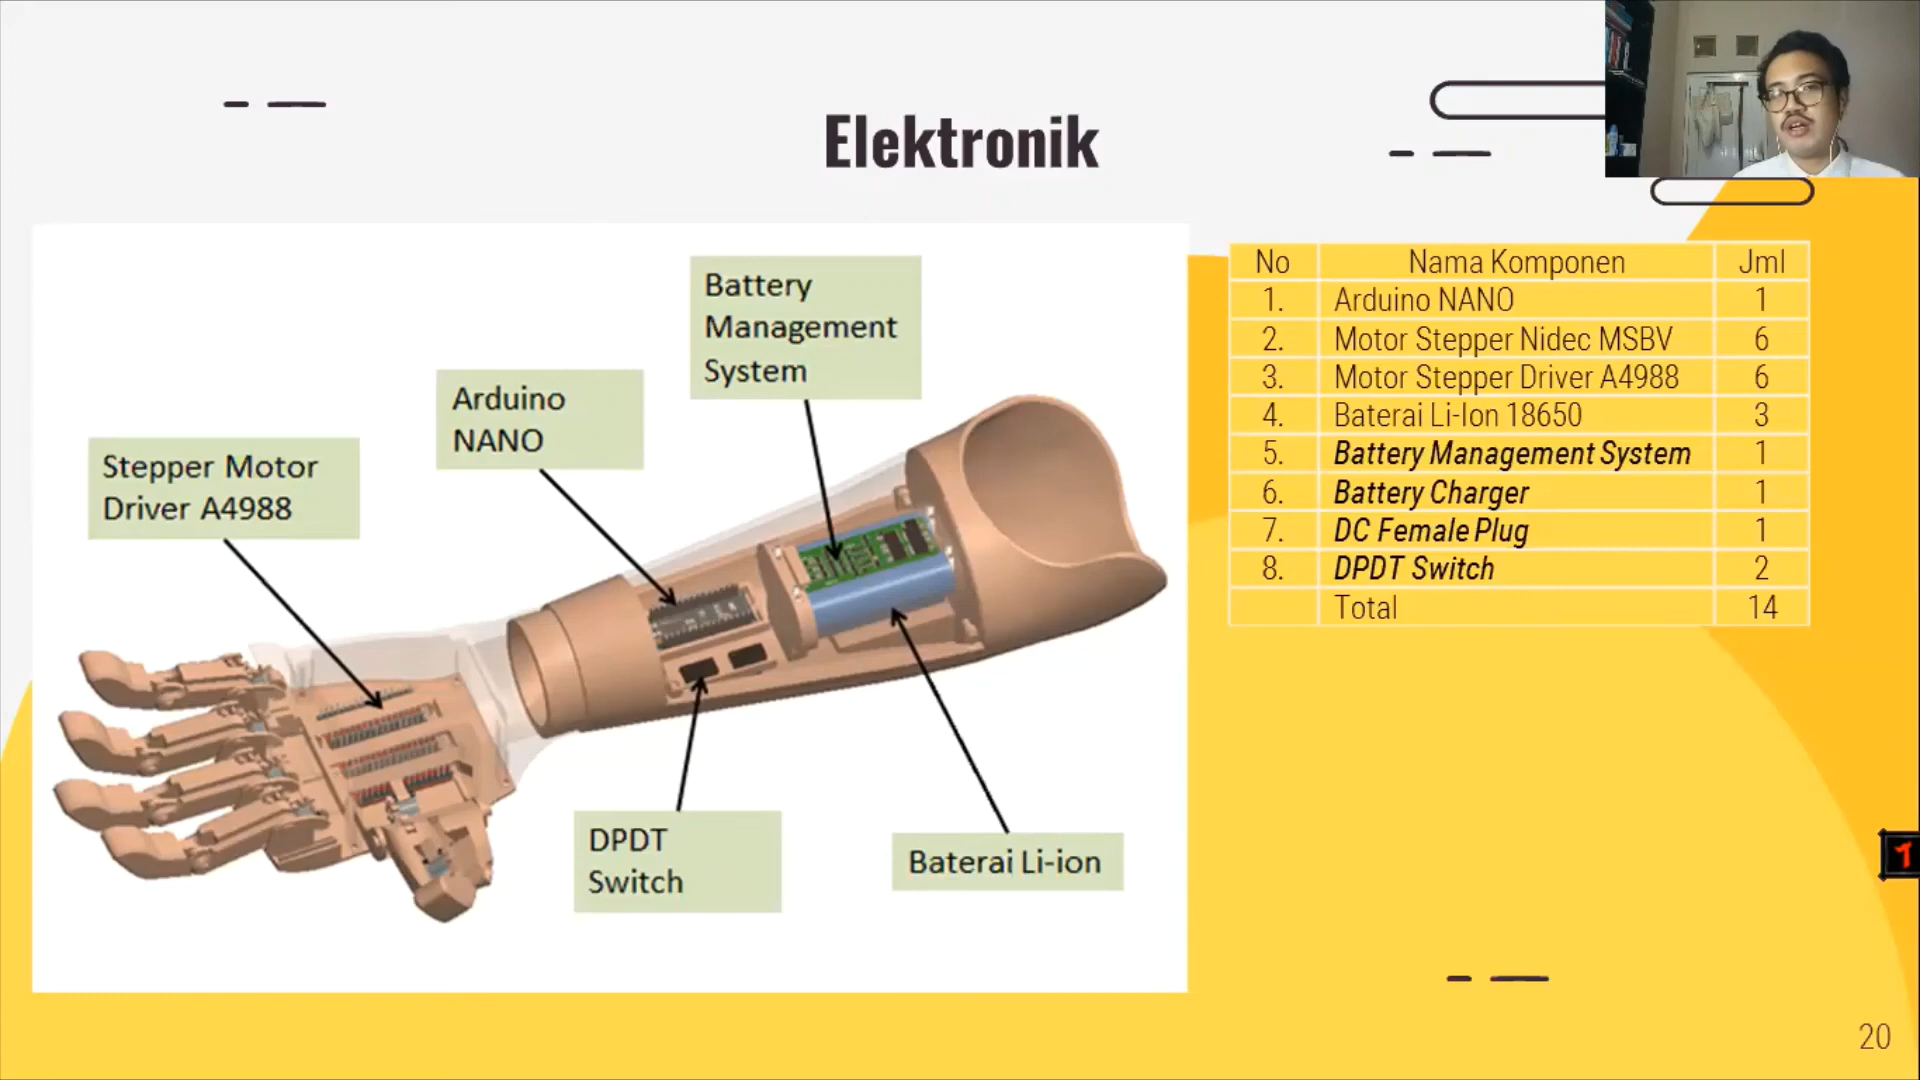 Elektronik
Battery
Management
System
Arduino
NANO
Stepper Motor
Driver A4988
DPDT
Switch
Baterai Li-ion
No Nama Komponen Jml
1. Arduino NANO 1
2. Motor Stepper Nidec MSBV 6
3. Motor Stepper Driver A4988 6
4. Baterai Li-Ion 18650 3
5. Battery Management System 1
6. Battery Charger 1
7. DC Female Plug 1
8. DPDT Switch 2
Total 14
20